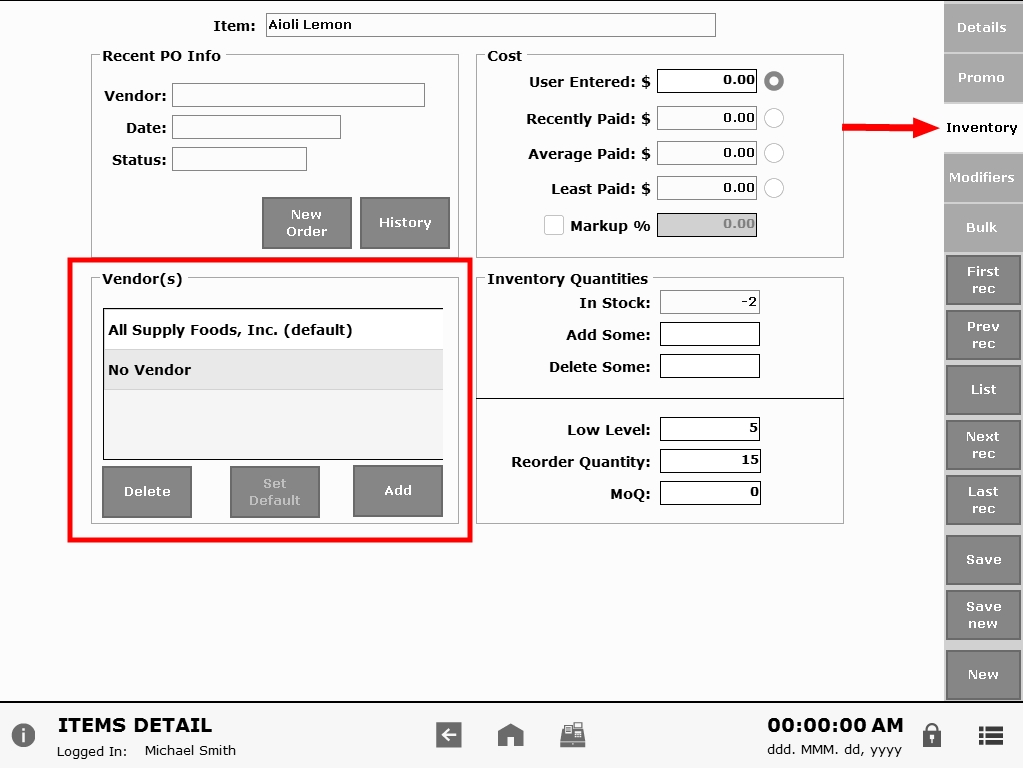 Item: Aioli Lemon
Recent PO Info
Vendor:
Date:
Status:
New Order
History
Cost
User Entered: $ 0.00
Recently Paid: $ 0.00
Average Paid: $ 0.00
Least Paid: $ 0.00
Markup % 0.00
Vendor(s)
All Supply Foods, Inc. (default)
No Vendor
Delete
Set Default
Add
Inventory Quantities
In Stock: -2
Add Some:
Delete Some:
Low Level: 5
Reorder Quantity: 15
MoQ: 0
Details
Promo
Inventory
Modifiers
Bulk
First rec
Prev rec
List
Next rec
Last rec
Save
Save new
New
ITEMS DETAIL
Logged In: Michael Smith
00:00:00 AM
ddd. MMM. dd, yyyy